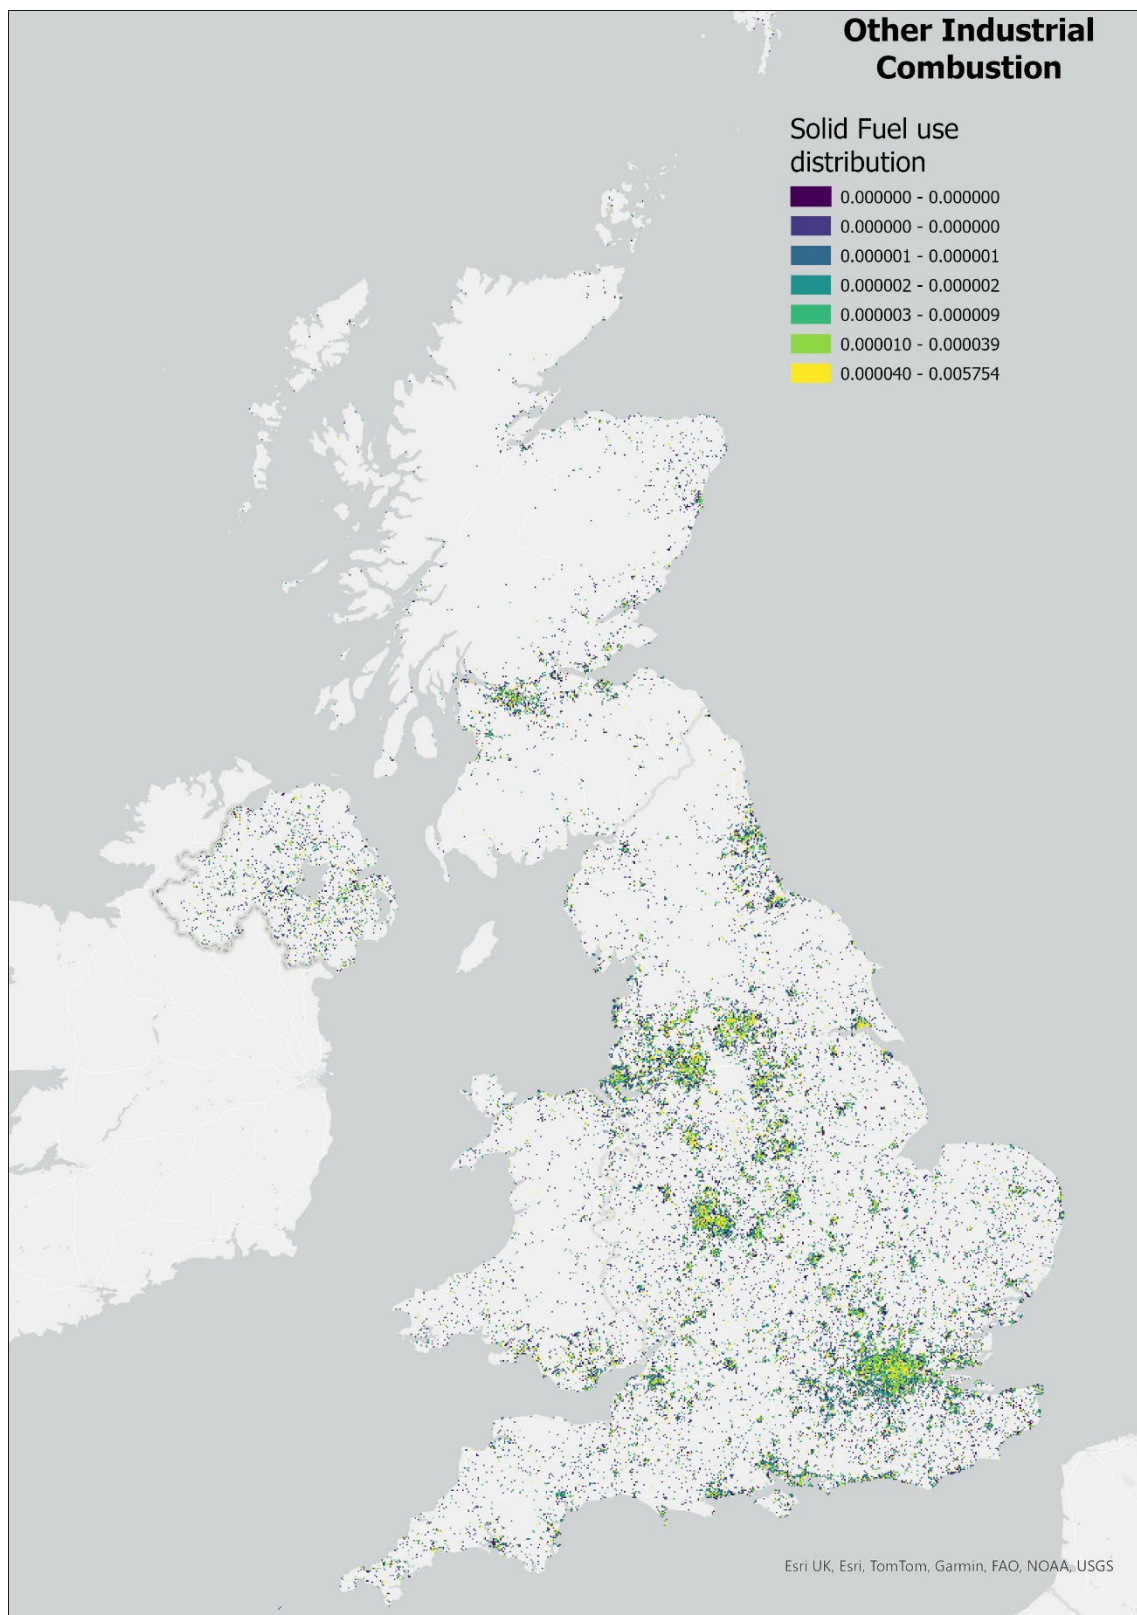 Other Industrial
Combustion
Solid Fuel use
distribution
0.000000 - 0.000000
0.000000 - 0.000000
0.000001 - 0.000001
0.000002 - 0.000002
0.000003 - 0.000009
0.000010 - 0.000039
0.000040 - 0.005754
Esri UK, Esri, TomTom, Garmin, FAO, NOAA, USGS